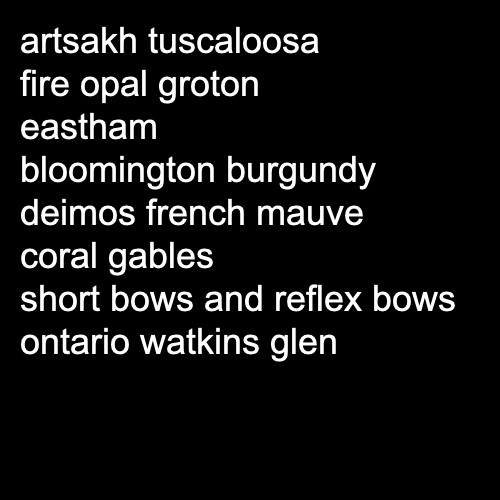 artsakh tuscaloosa
fire opal groton
eastham
bloomington burgundy
deimos french mauve
coral gables
short bows and reflex bows
ontario watkins glen